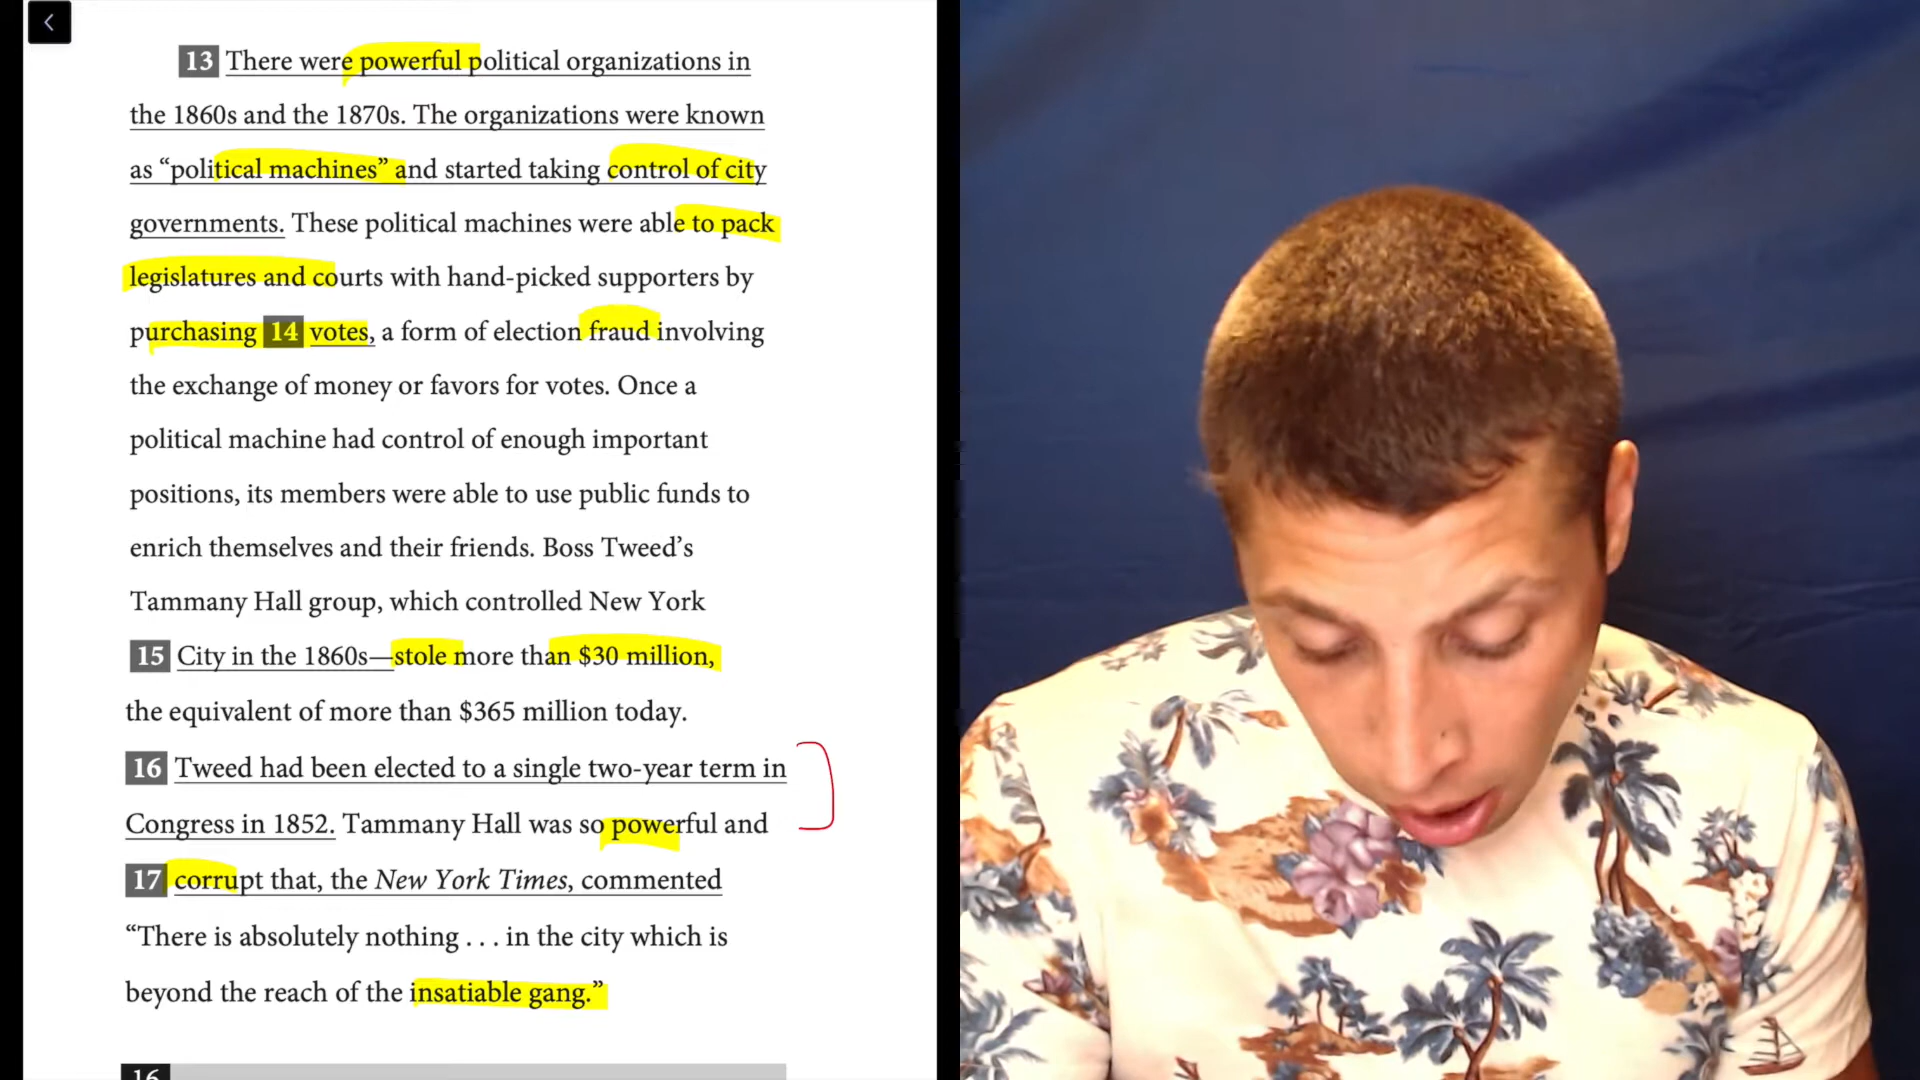 13 There were powerful political organizations in
the 1860s and the 1870s. The organizations were known
as “political machines” and started taking control of city
governments. These political machines were able to pack
legislatures and courts with hand-picked supporters by
purchasing 14 votes, a form of election fraud involving
the exchange of money or favors for votes. Once a
political machine had control of enough important
positions, its members were able to use public funds to
enrich themselves and their friends. Boss Tweed’s
Tammany Hall group, which controlled New York
15 City in the 1860s—stole more than $30 million,
the equivalent of more than $365 million today.
16 Tweed had been elected to a single two-year term in
Congress in 1852. Tammany Hall was so powerful and
17 corrupt that, the New York Times, commented
“There is absolutely nothing . . . in the city which is
beyond the reach of the insatiable gang.”
16